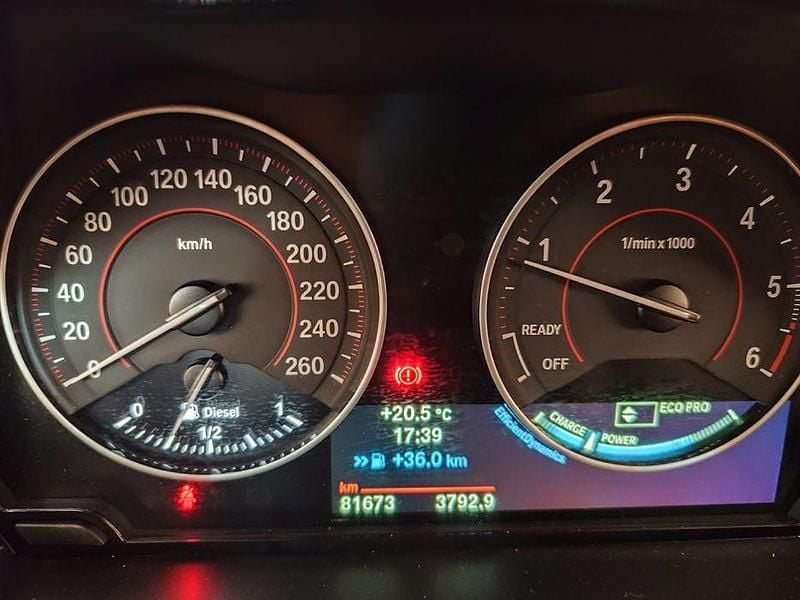 0
20
40
60
80
100
120
140
160
180
200
220
240
260
km/h
0
Diesel
1/2
1
1
2
3
4
5
6
1/min x 1000
READY
OFF
ECO PRO
CHARGE
POWER
EfficientDynamics
+20.5 °C
17:39
>> +36.0 km
km
81673 3792.9